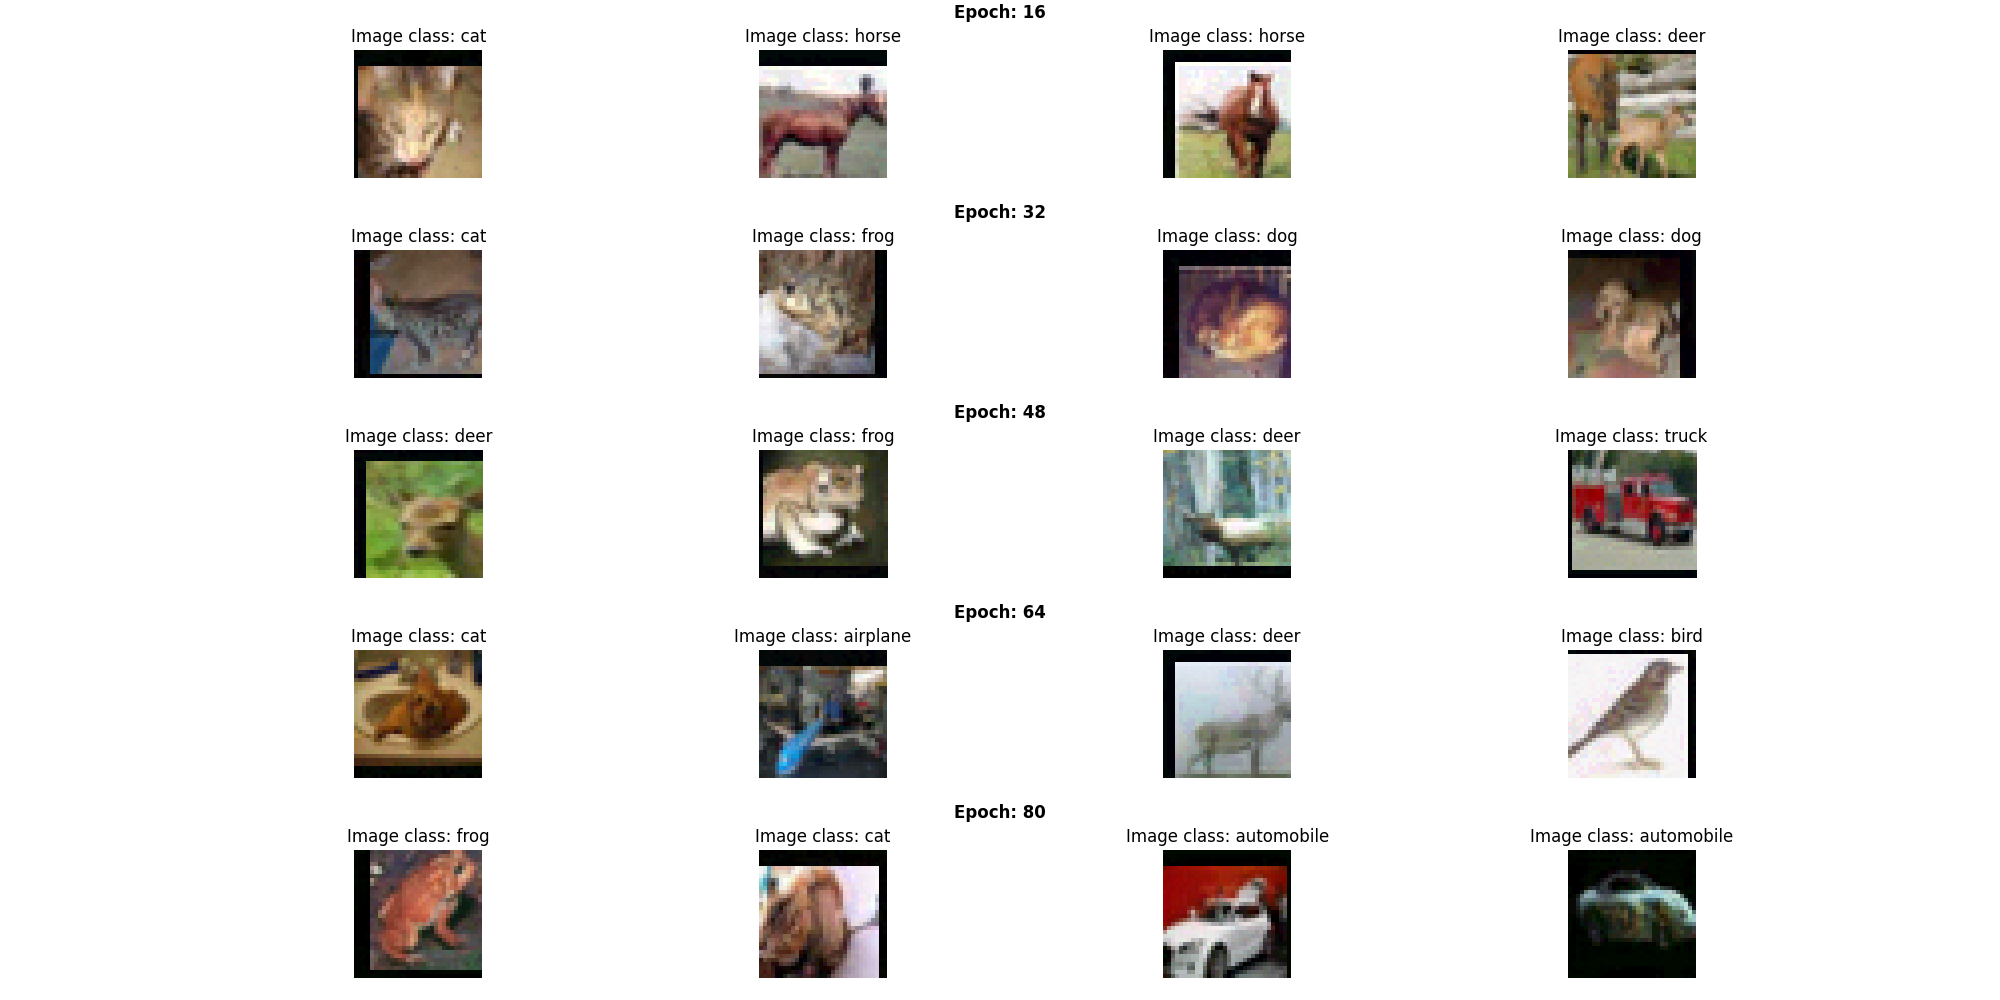 Epoch: 16
Image class: cat
Image class: horse
Image class: horse
Image class: deer
Epoch: 32
Image class: cat
Image class: frog
Image class: dog
Image class: dog
Epoch: 48
Image class: deer
Image class: frog
Image class: deer
Image class: truck
Epoch: 64
Image class: cat
Image class: airplane
Image class: deer
Image class: bird
Epoch: 80
Image class: frog
Image class: cat
Image class: automobile
Image class: automobile